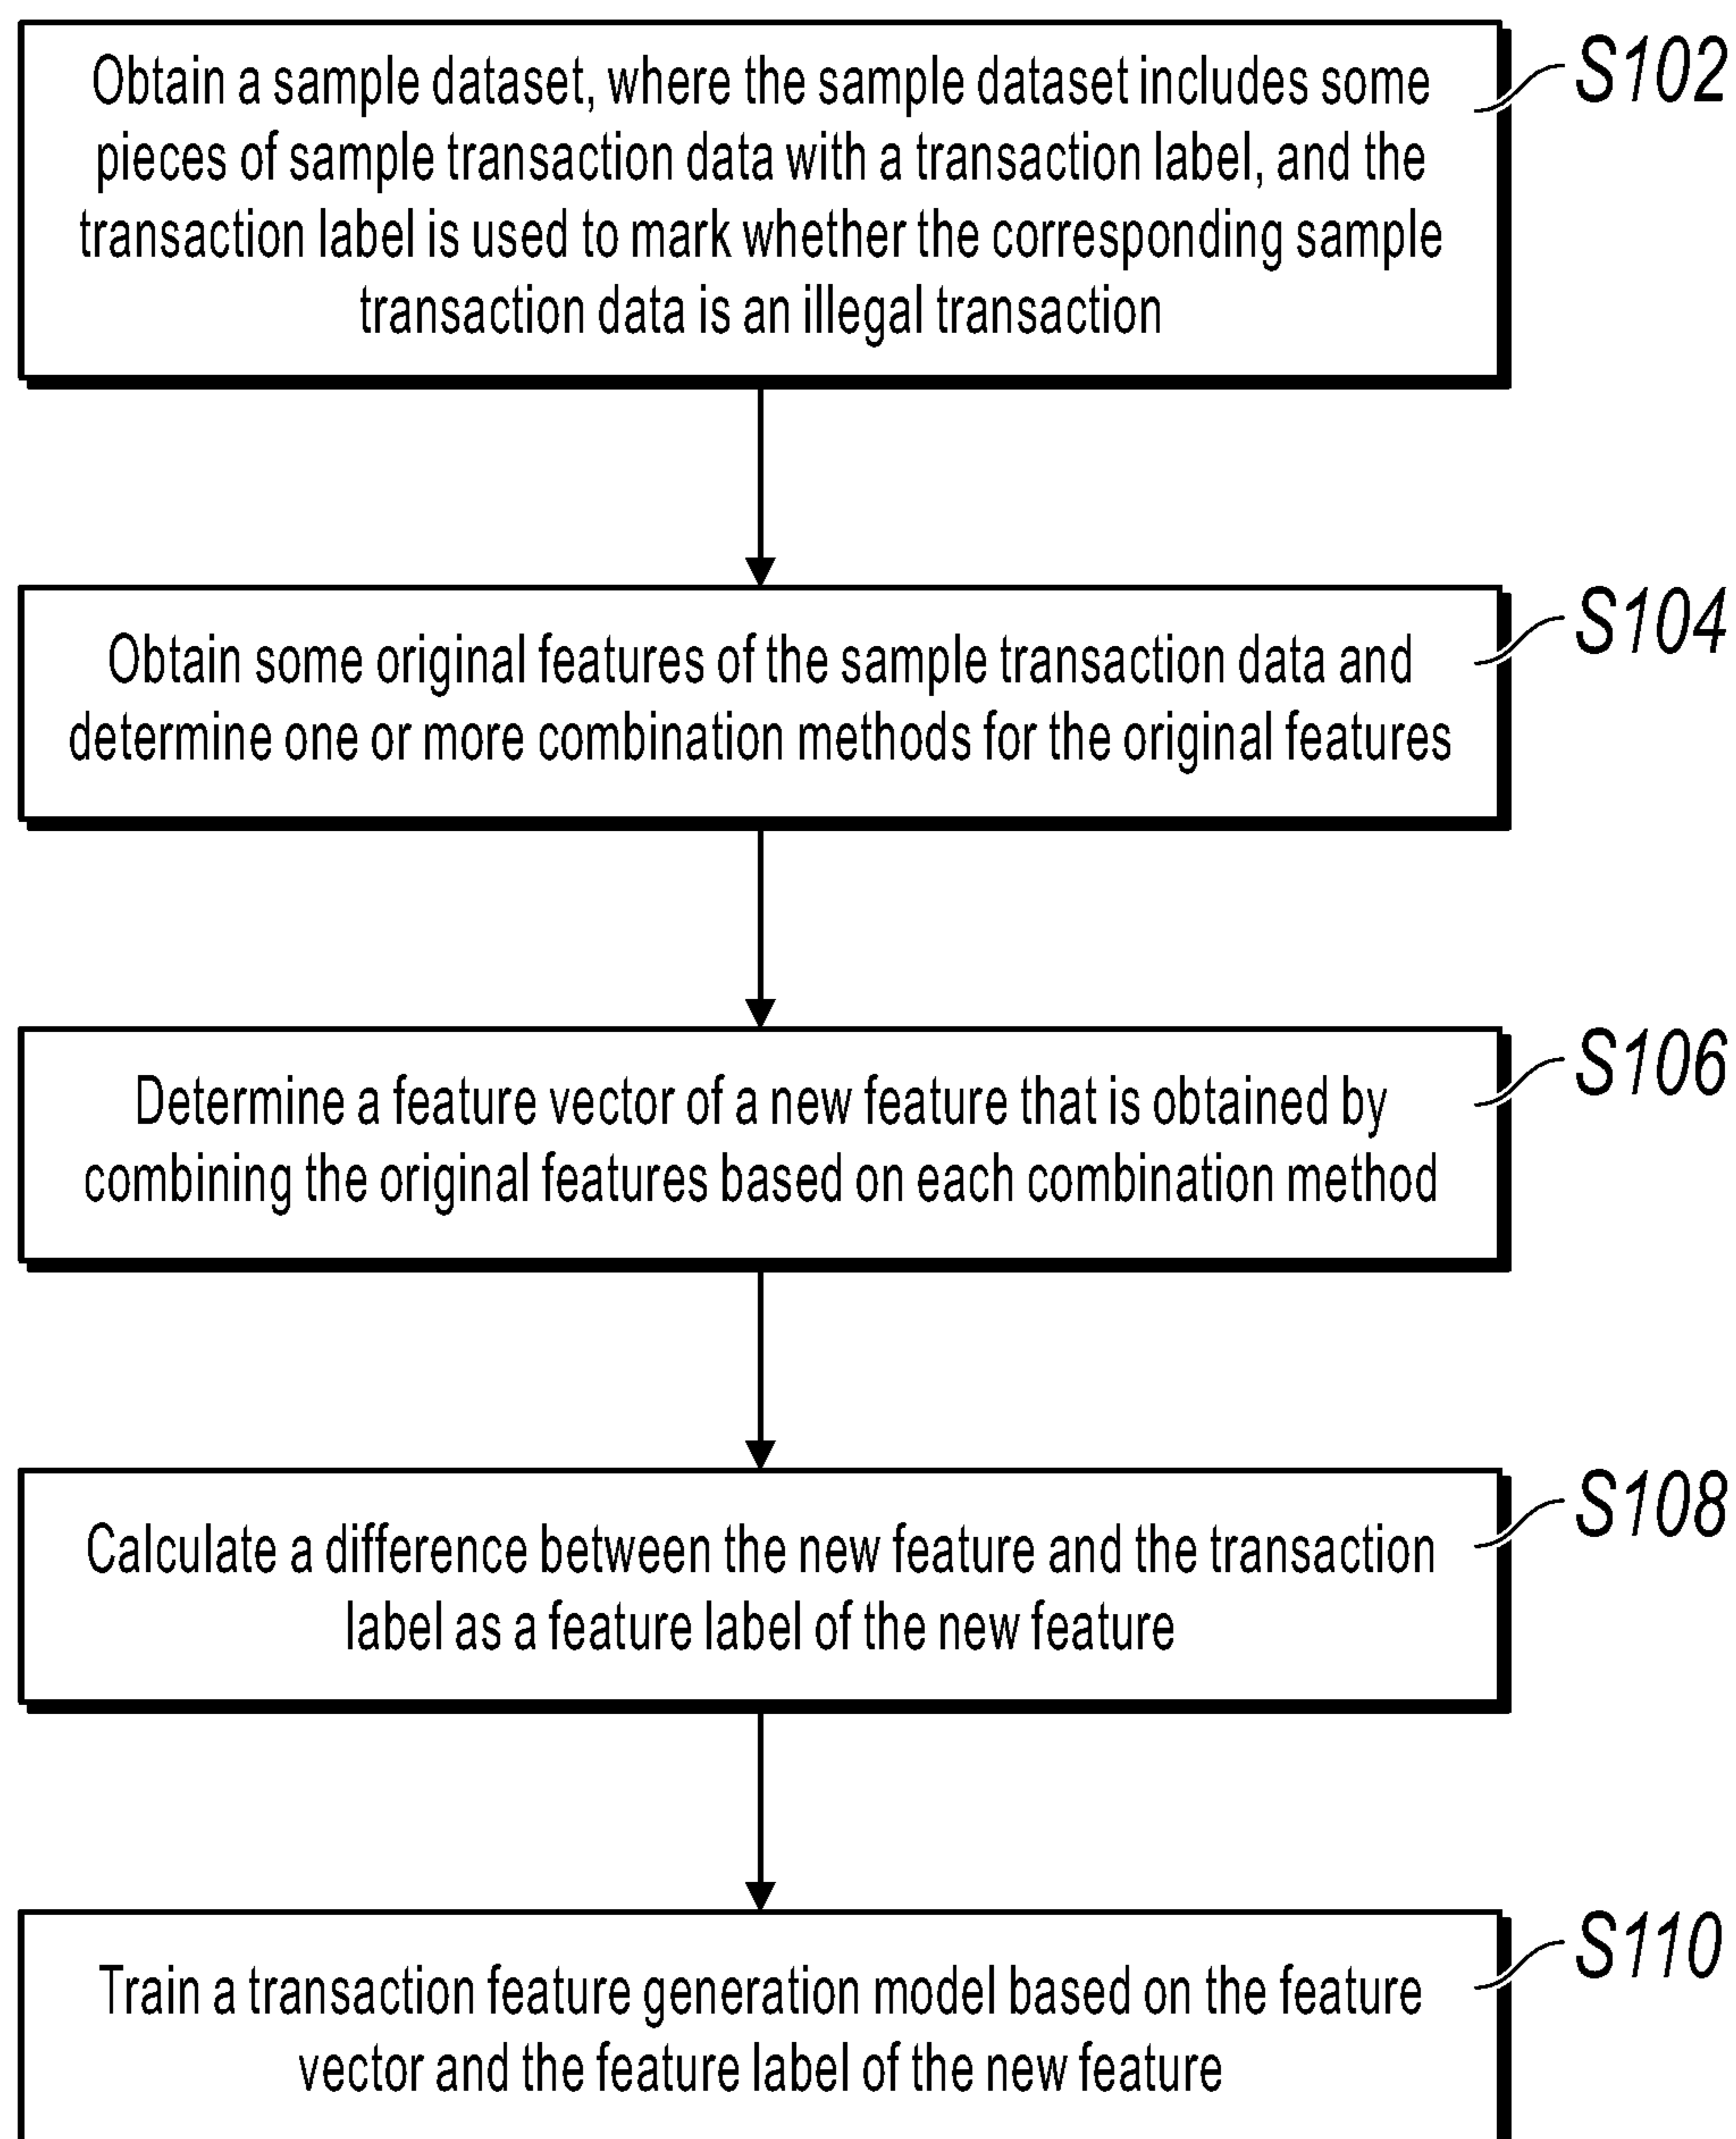 Obtain a sample dataset, where the sample dataset includes some
pieces of sample transaction data with a transaction label, and the
transaction label is used to mark whether the corresponding sample
transaction data is an illegal transaction
S102
Obtain some original features of the sample transaction data and
determine one or more combination methods for the original features
S104
Determine a feature vector of a new feature that is obtained by
combining the original features based on each combination method
S106
Calculate a difference between the new feature and the transaction
label as a feature label of the new feature
S108
Train a transaction feature generation model based on the feature
vector and the feature label of the new feature
S110